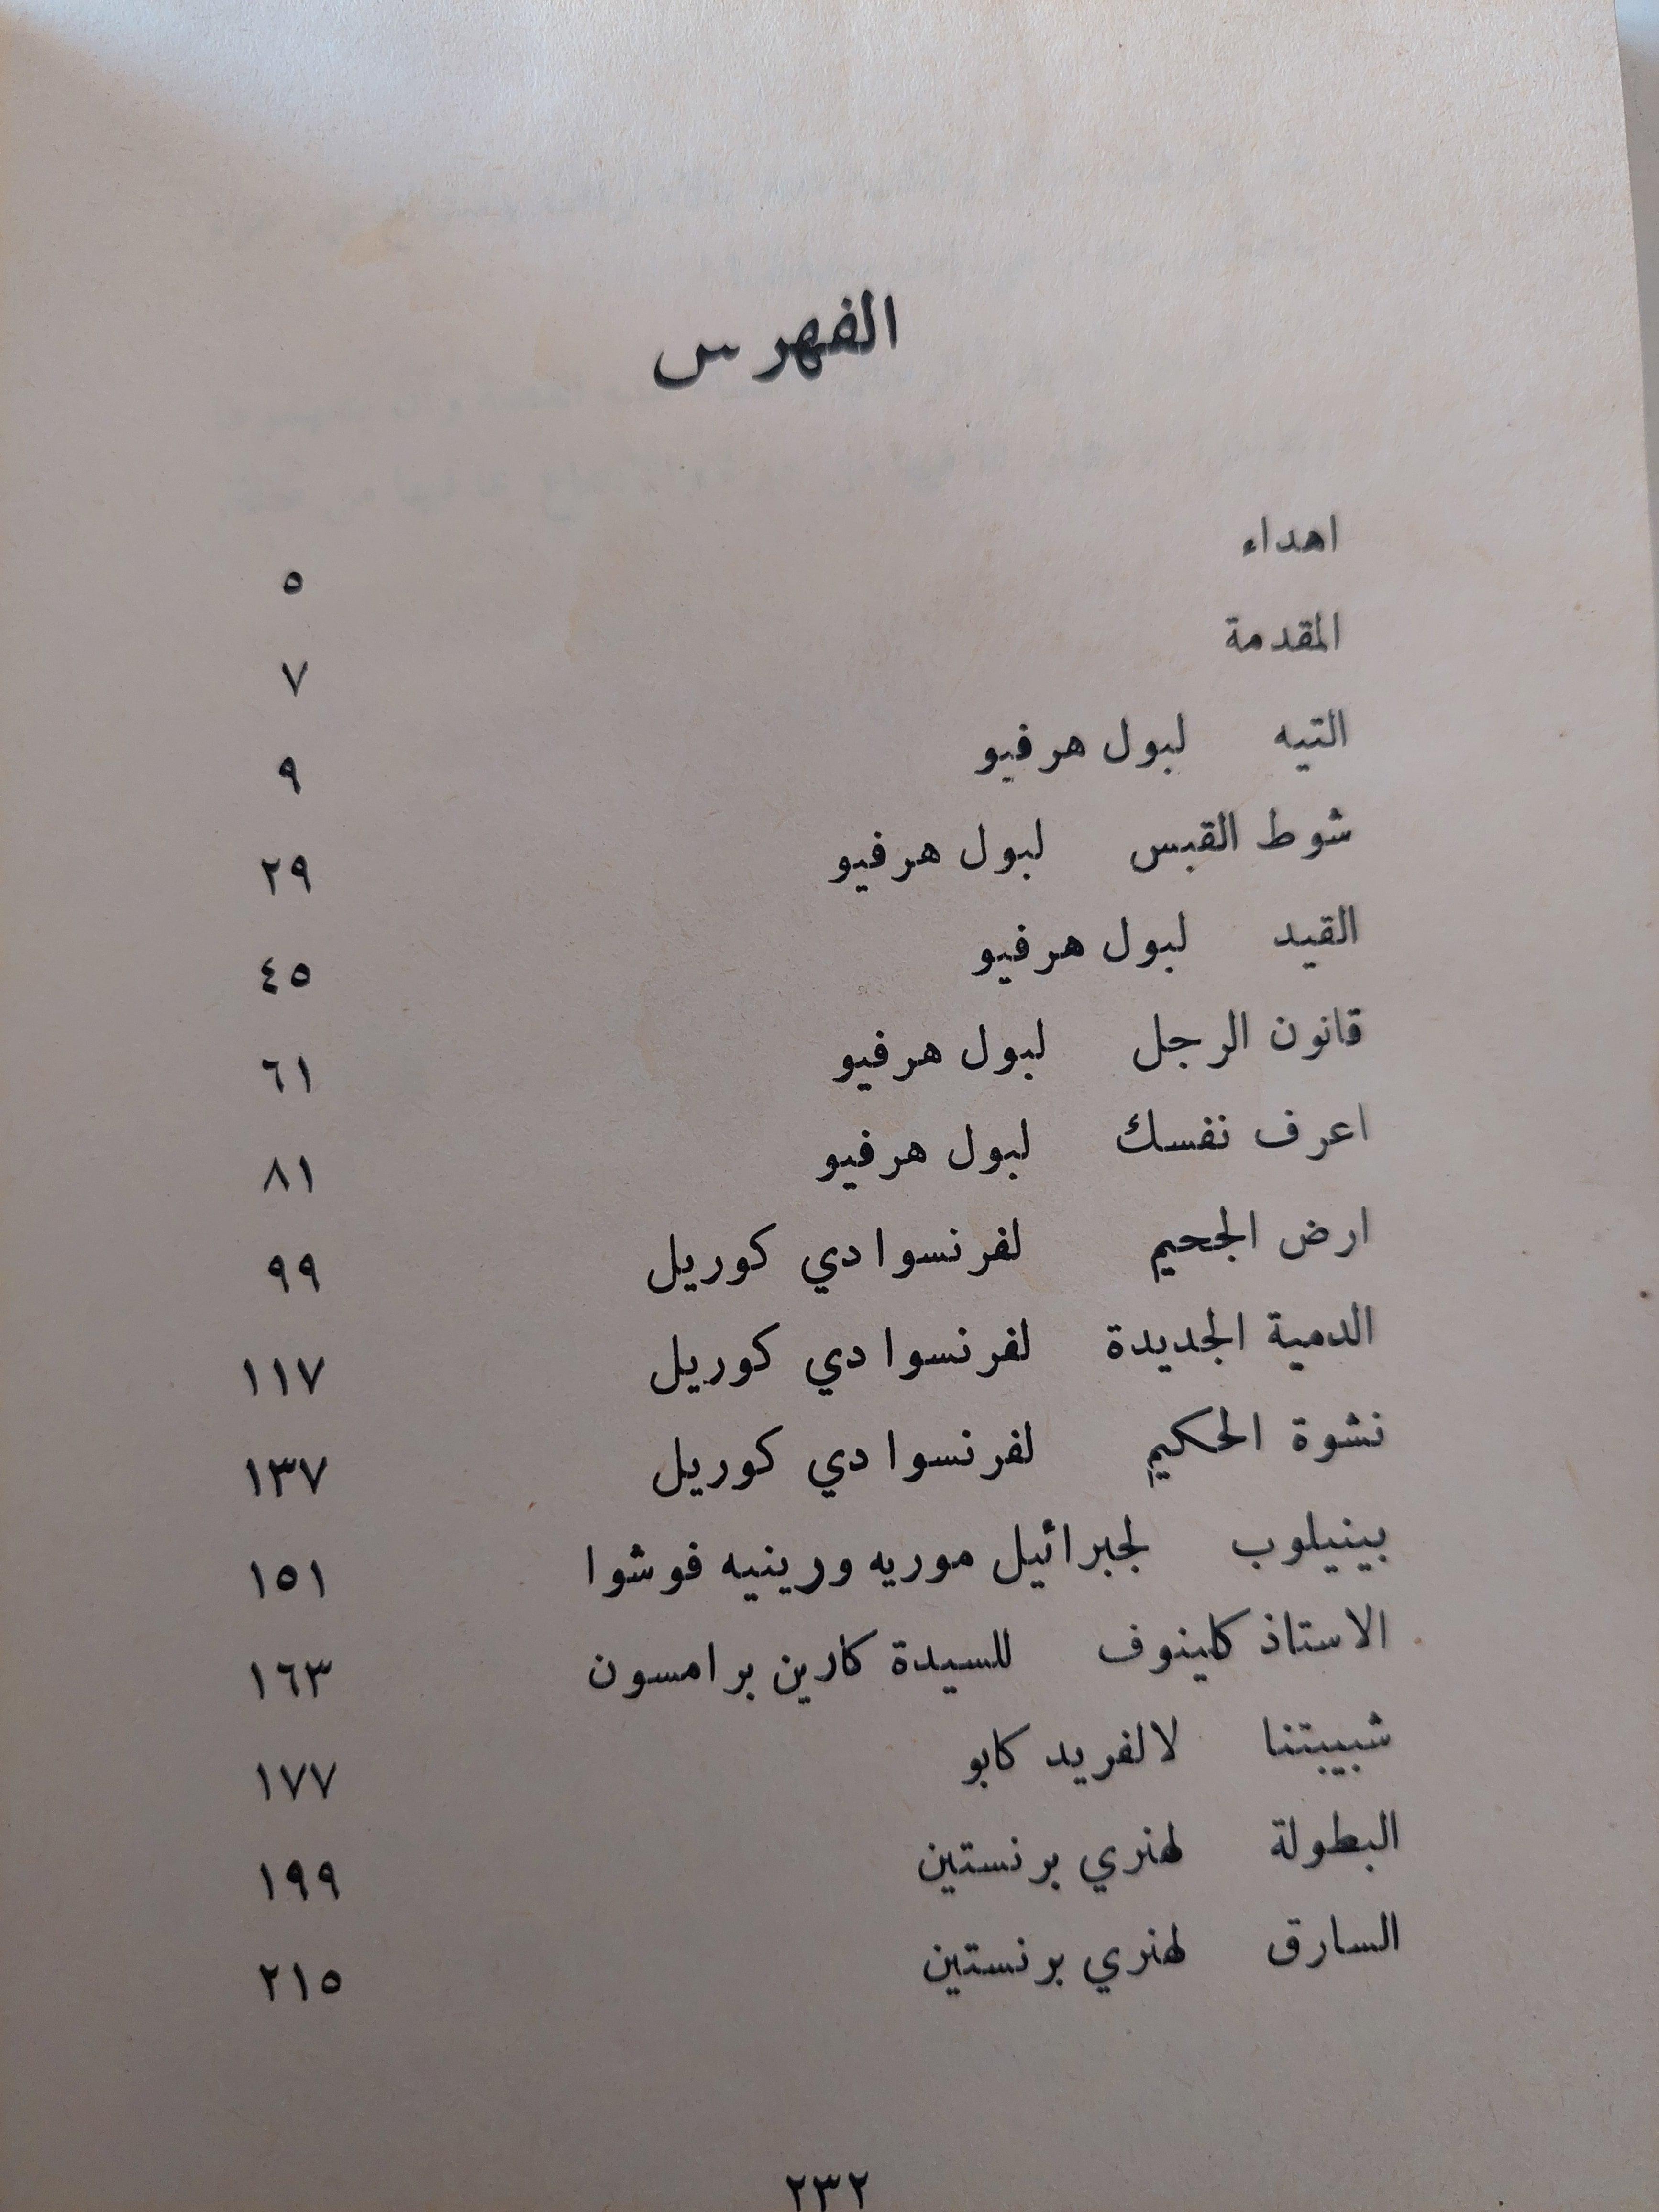 الفهرس
اهداء ٥
المقدمة ٧
التيه لبول هرفيو ٩
شوط القبس لبول هرفيو ٢٩
القيد لبول هرفيو ٤٥
قانون الرجل لبول هرفيو ٦١
اعرف نفسك لبول هرفيو ٨١
ارض الجحيم لفرنسوا دي كوريل ٩٩
الدمية الجديدة لفرنسوا دي كوريل ١١٧
نشوة الحكيم لفرنسوا دي كوريل ١٣٧
بينيلوب لجبرائيل موريه ورينيه فوشوا ١٥١
الاستاذ كلينوف للسيدة كارين برامسون ١٦٣
شبيبتنا لالفريد كابو ١٧٧
البطولة لهنري برنستين ١٩٩
السارق لهنري برنستين ٢١٥
٢٣٢